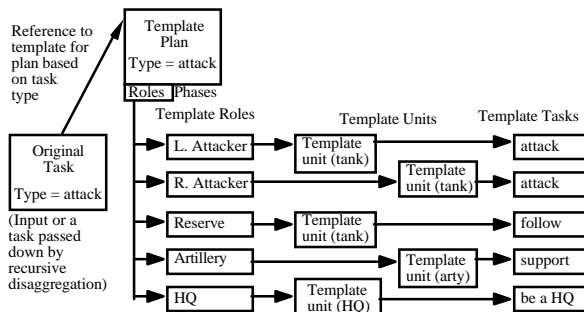 Reference to
template for
plan based
on task
type
Template
Plan
Type = attack
Roles Phases
Template Roles Template Units Template Tasks
Original
Task
Type = attack
(Input or a
task passed
down by
recursive
disaggregation)
L. Attacker
Template
unit (tank)
attack
R. Attacker
Template
unit (tank)
attack
Reserve
Template
unit (tank)
follow
Artillery
Template
unit (arty)
support
HQ
Template
unit (HQ)
be a HQ